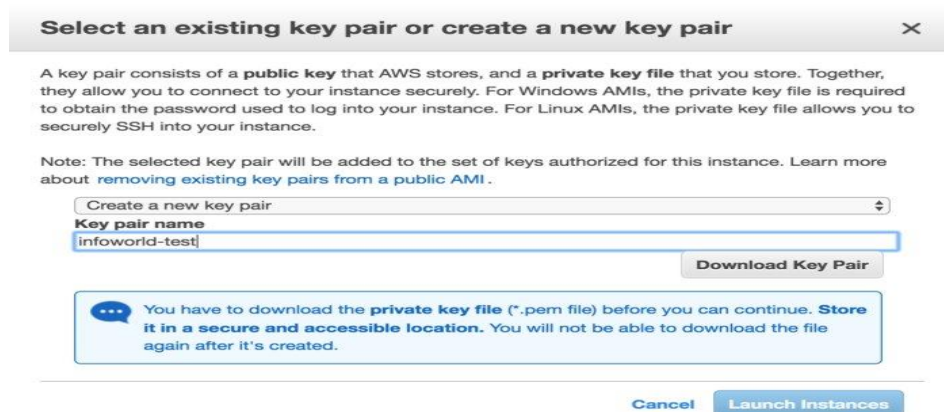 Select an existing key pair or create a new key pair
A key pair consists of a public key that AWS stores, and a private key file that you store. Together,
they allow you to connect to your instance securely. For Windows AMIs, the private key file is required
to obtain the password used to log into your instance. For Linux AMIs, the private key file allows you to
securely SSH into your instance.
Note: The selected key pair will be added to the set of keys authorized for this instance. Learn more
about removing existing key pairs from a public AMI.
Create a new key pair
Key pair name
infoworld-test
Download Key Pair
You have to download the private key file (*.pem file) before you can continue. Store
it in a secure and accessible location. You will not be able to download the file
again after it's created.
Cancel Launch Instances